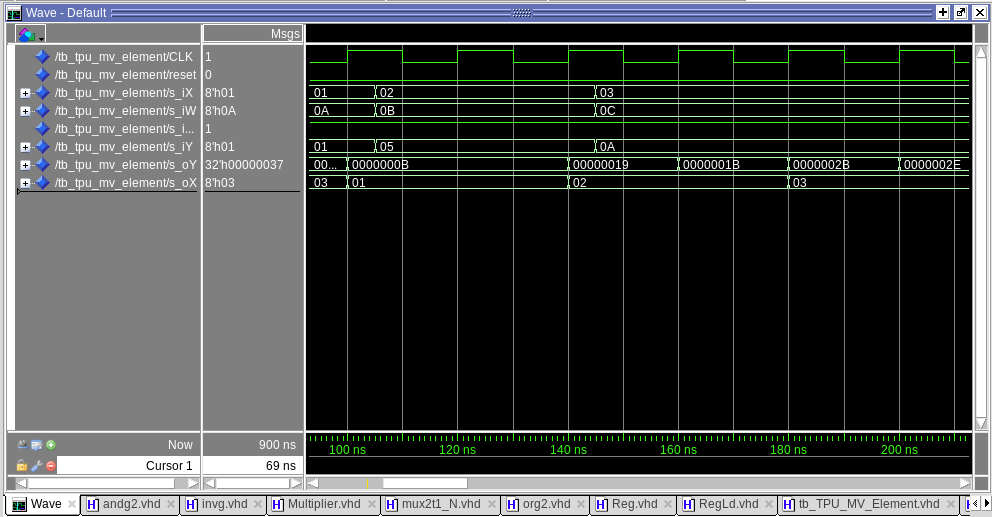 Wave - Default
Msgs
/tb_tpu_mv_element/CLK 1
/tb_tpu_mv_element/reset 0
/tb_tpu_mv_element/s_iX 8'h01 01 02 03
/tb_tpu_mv_element/s_iW 8'h0A 0A 0B 0C
/tb_tpu_mv_element/s_i... 1
/tb_tpu_mv_element/s_iY 8'h01 01 05 0A
/tb_tpu_mv_element/s_oY 32'h00000037 00... 0000000B 00000019 0000001B 0000002B 0000002E
/tb_tpu_mv_element/s_oX 8'h03 03 01 02 03
Now 900 ns 100 ns 120 ns 140 ns 160 ns 180 ns 200 ns
Cursor 1 69 ns
Wave andg2.vhd invg.vhd Multiplier.vhd mux2t1_N.vhd org2.vhd Reg.vhd RegLd.vhd tb_TPU_MV_Element.vhd